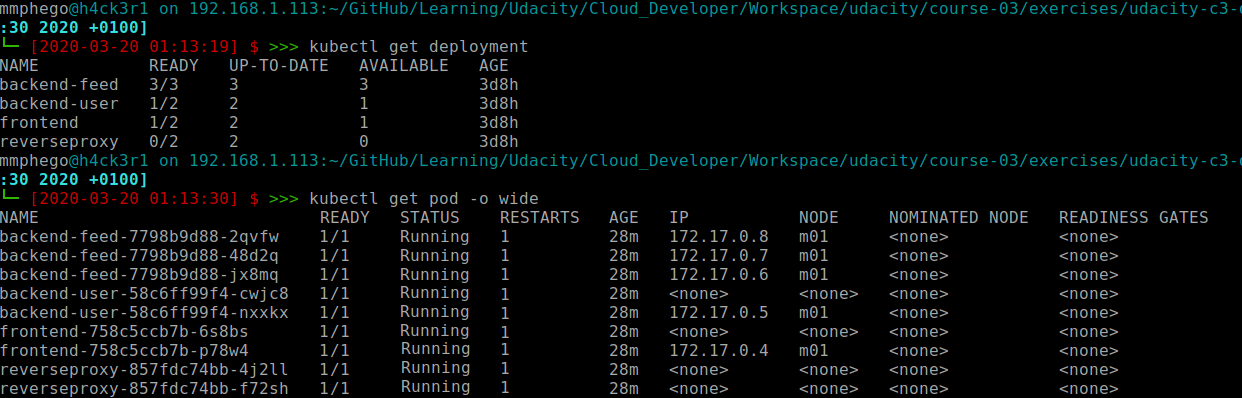 mmphego@h4ck3r1 on 192.168.1.113:~/GitHub/Learning/Udacity/Cloud_Developer/Workspace/udacity/course-03/exercises/udacity-c3-
:30 2020 +0100]
└─ [2020-03-20 01:13:19] $ >>> kubectl get deployment
NAME READY UP-TO-DATE AVAILABLE AGE
backend-feed 3/3 3 3 3d8h
backend-user 1/2 2 1 3d8h
frontend 1/2 2 1 3d8h
reverseproxy 0/2 2 0 3d8h
mmphego@h4ck3r1 on 192.168.1.113:~/GitHub/Learning/Udacity/Cloud_Developer/Workspace/udacity/course-03/exercises/udacity-c3-
:30 2020 +0100]
└─ [2020-03-20 01:13:30] $ >>> kubectl get pod -o wide
NAME READY STATUS RESTARTS AGE IP NODE NOMINATED NODE READINESS GATES
backend-feed-7798b9d88-2qvfw 1/1 Running 1 28m 172.17.0.8 m01 <none> <none>
backend-feed-7798b9d88-48d2q 1/1 Running 1 28m 172.17.0.7 m01 <none> <none>
backend-feed-7798b9d88-jx8mq 1/1 Running 1 28m 172.17.0.6 m01 <none> <none>
backend-user-58c6ff99f4-cwjc8 1/1 Running 1 28m <none> <none> <none> <none>
backend-user-58c6ff99f4-nxxkx 1/1 Running 1 28m 172.17.0.5 m01 <none> <none>
frontend-758c5ccb7b-6s8bs 1/1 Running 1 28m <none> <none> <none> <none>
frontend-758c5ccb7b-p78w4 1/1 Running 1 28m 172.17.0.4 m01 <none> <none>
reverseproxy-857fdc74bb-4j2ll 1/1 Running 1 28m <none> <none> <none> <none>
reverseproxy-857fdc74bb-f72sh 1/1 Running 1 28m <none> <none> <none> <none>